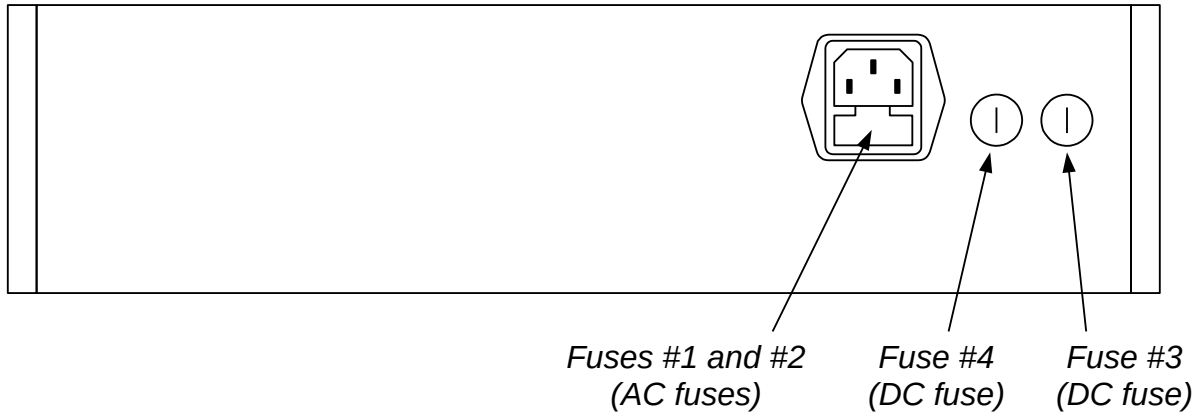 Fuses #1 and #2
(AC fuses)
Fuse #4
(DC fuse)
Fuse #3
(DC fuse)